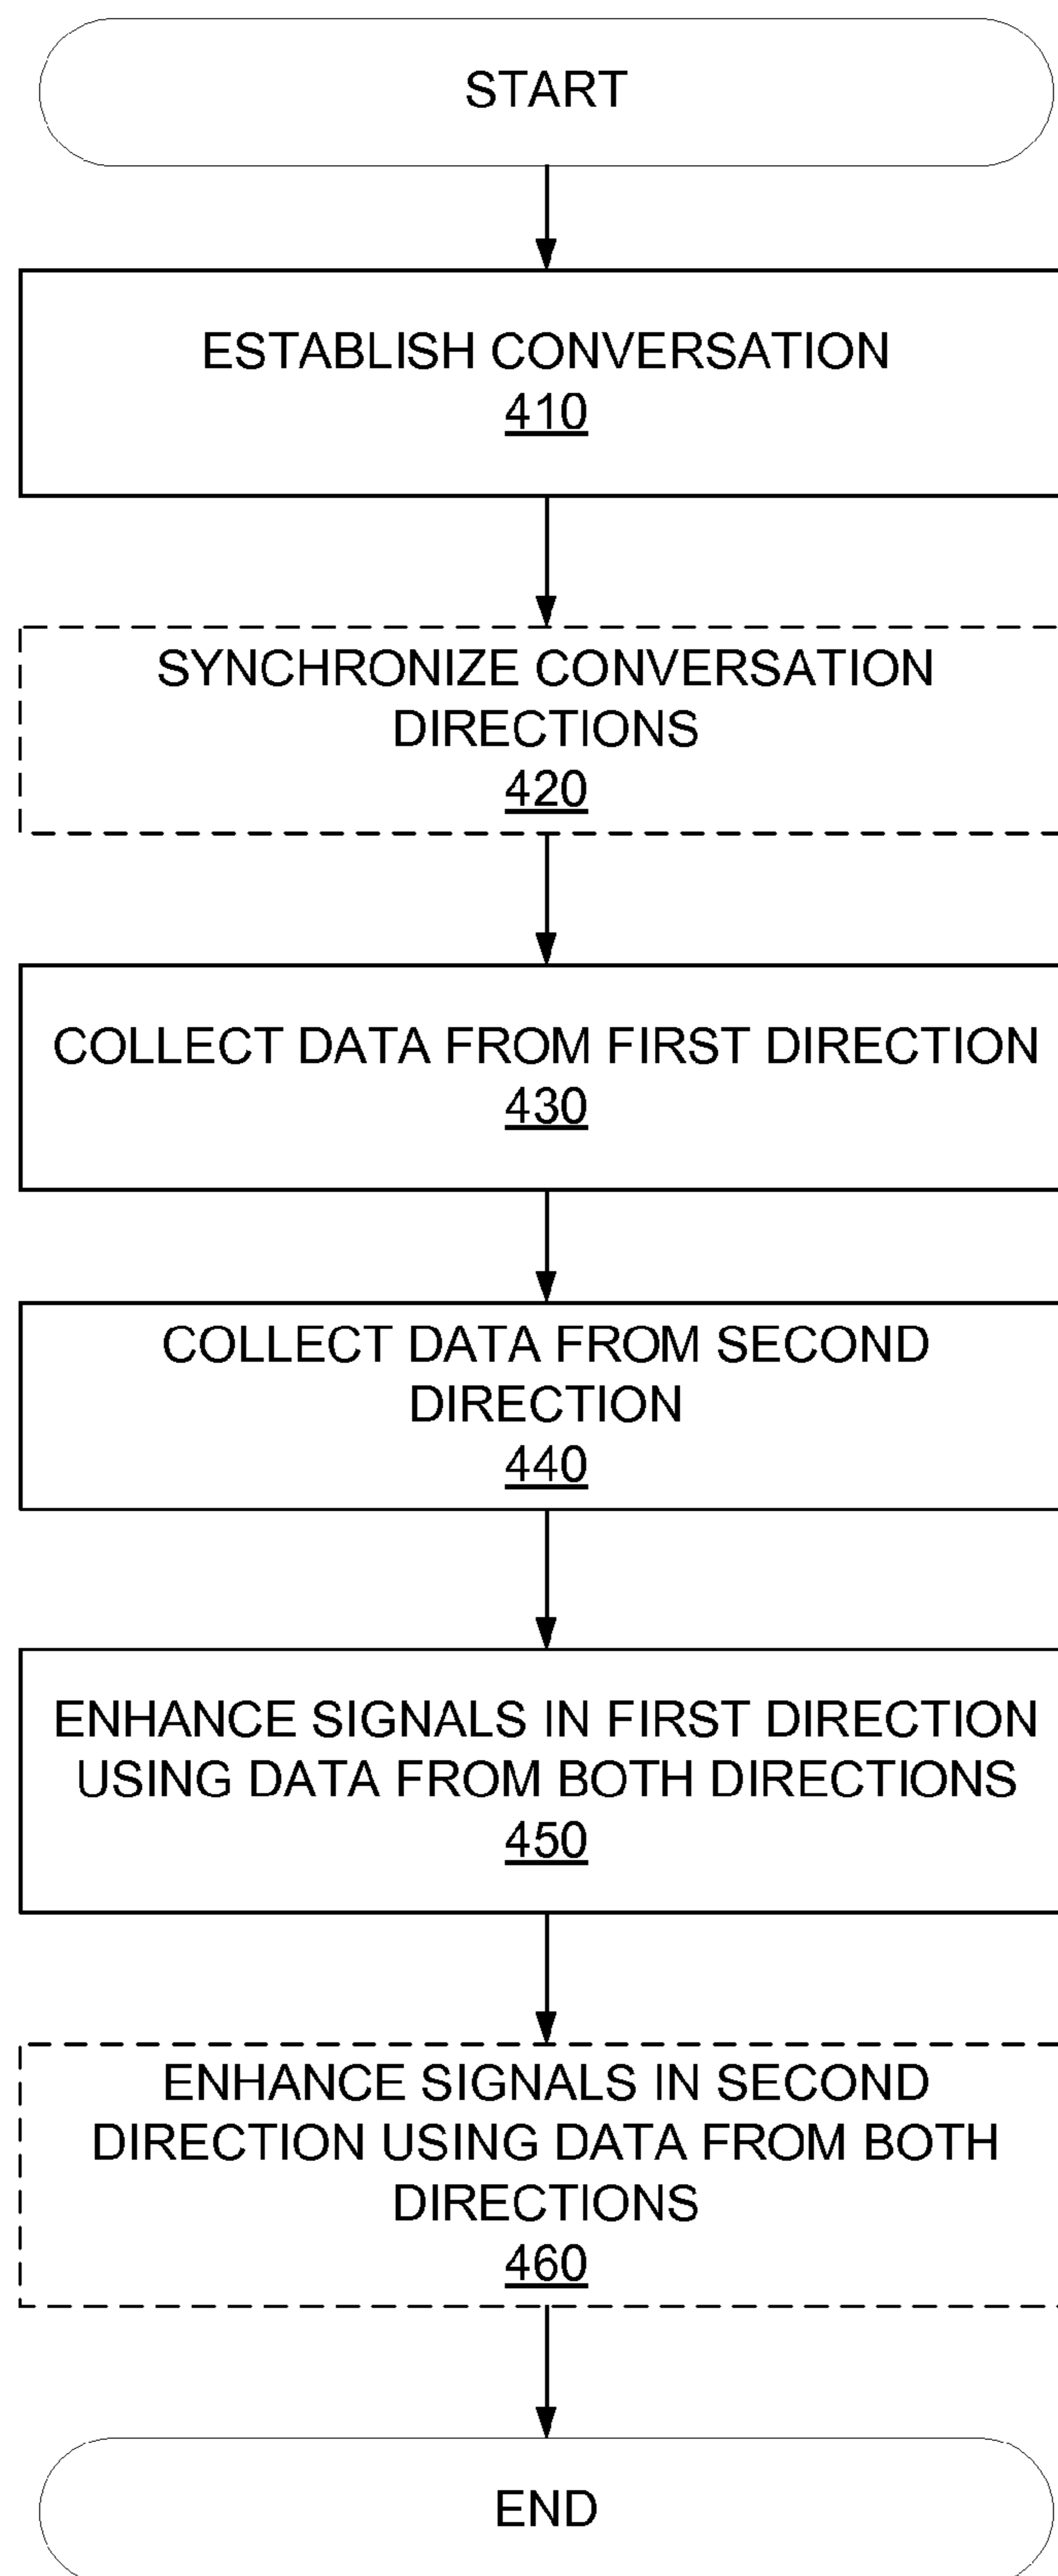 START
ESTABLISH CONVERSATION
410
SYNCHRONIZE CONVERSATION
DIRECTIONS
420
COLLECT DATA FROM FIRST DIRECTION
430
COLLECT DATA FROM SECOND
DIRECTION
440
ENHANCE SIGNALS IN FIRST DIRECTION
USING DATA FROM BOTH DIRECTIONS
450
ENHANCE SIGNALS IN SECOND
DIRECTION USING DATA FROM BOTH
DIRECTIONS
460
END